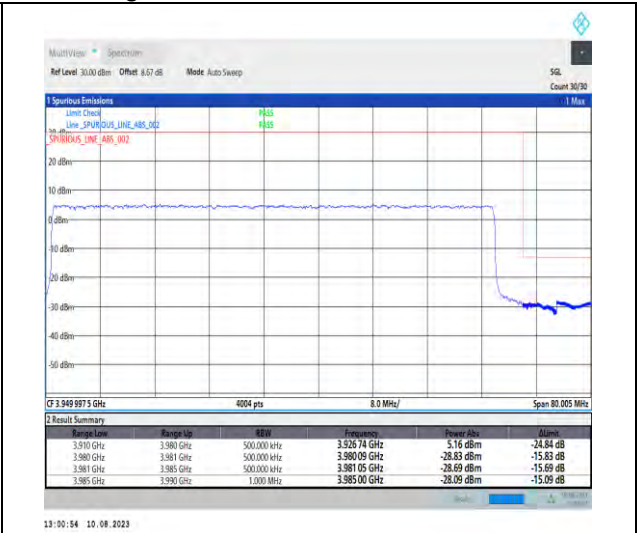 MultiView Spectrum
Ref Level 30.00 dBm Offset 8.67 dB Mode Auto Sweep SGL
Count 30/30
1 Spurious Emissions 1 Max
Limit Check PASS
Line _SPURIOUS_LINE_ABS_002 PASS
_SPURIOUS_LINE_ABS_002
20 dBm
10 dBm
0 dBm
-10 dBm
-20 dBm
-30 dBm
-40 dBm
-50 dBm
CF 3.949 997 5 GHz 4004 pts 8.0 MHz/ Span 80.005 MHz
2 Result Summary
Range Low Range Up RBW Frequency Power Abs ΔLimit
3.910 GHz 3.980 GHz 500.000 kHz 3.926 74 GHz 5.16 dBm -24.84 dB
3.980 GHz 3.981 GHz 500.000 kHz 3.980 09 GHz -28.83 dBm -15.83 dB
3.981 GHz 3.985 GHz 500.000 kHz 3.981 05 GHz -28.69 dBm -15.69 dB
3.985 GHz 3.990 GHz 1.000 MHz 3.985 00 GHz -28.09 dBm -15.09 dB
13:00:54 10.08.2023